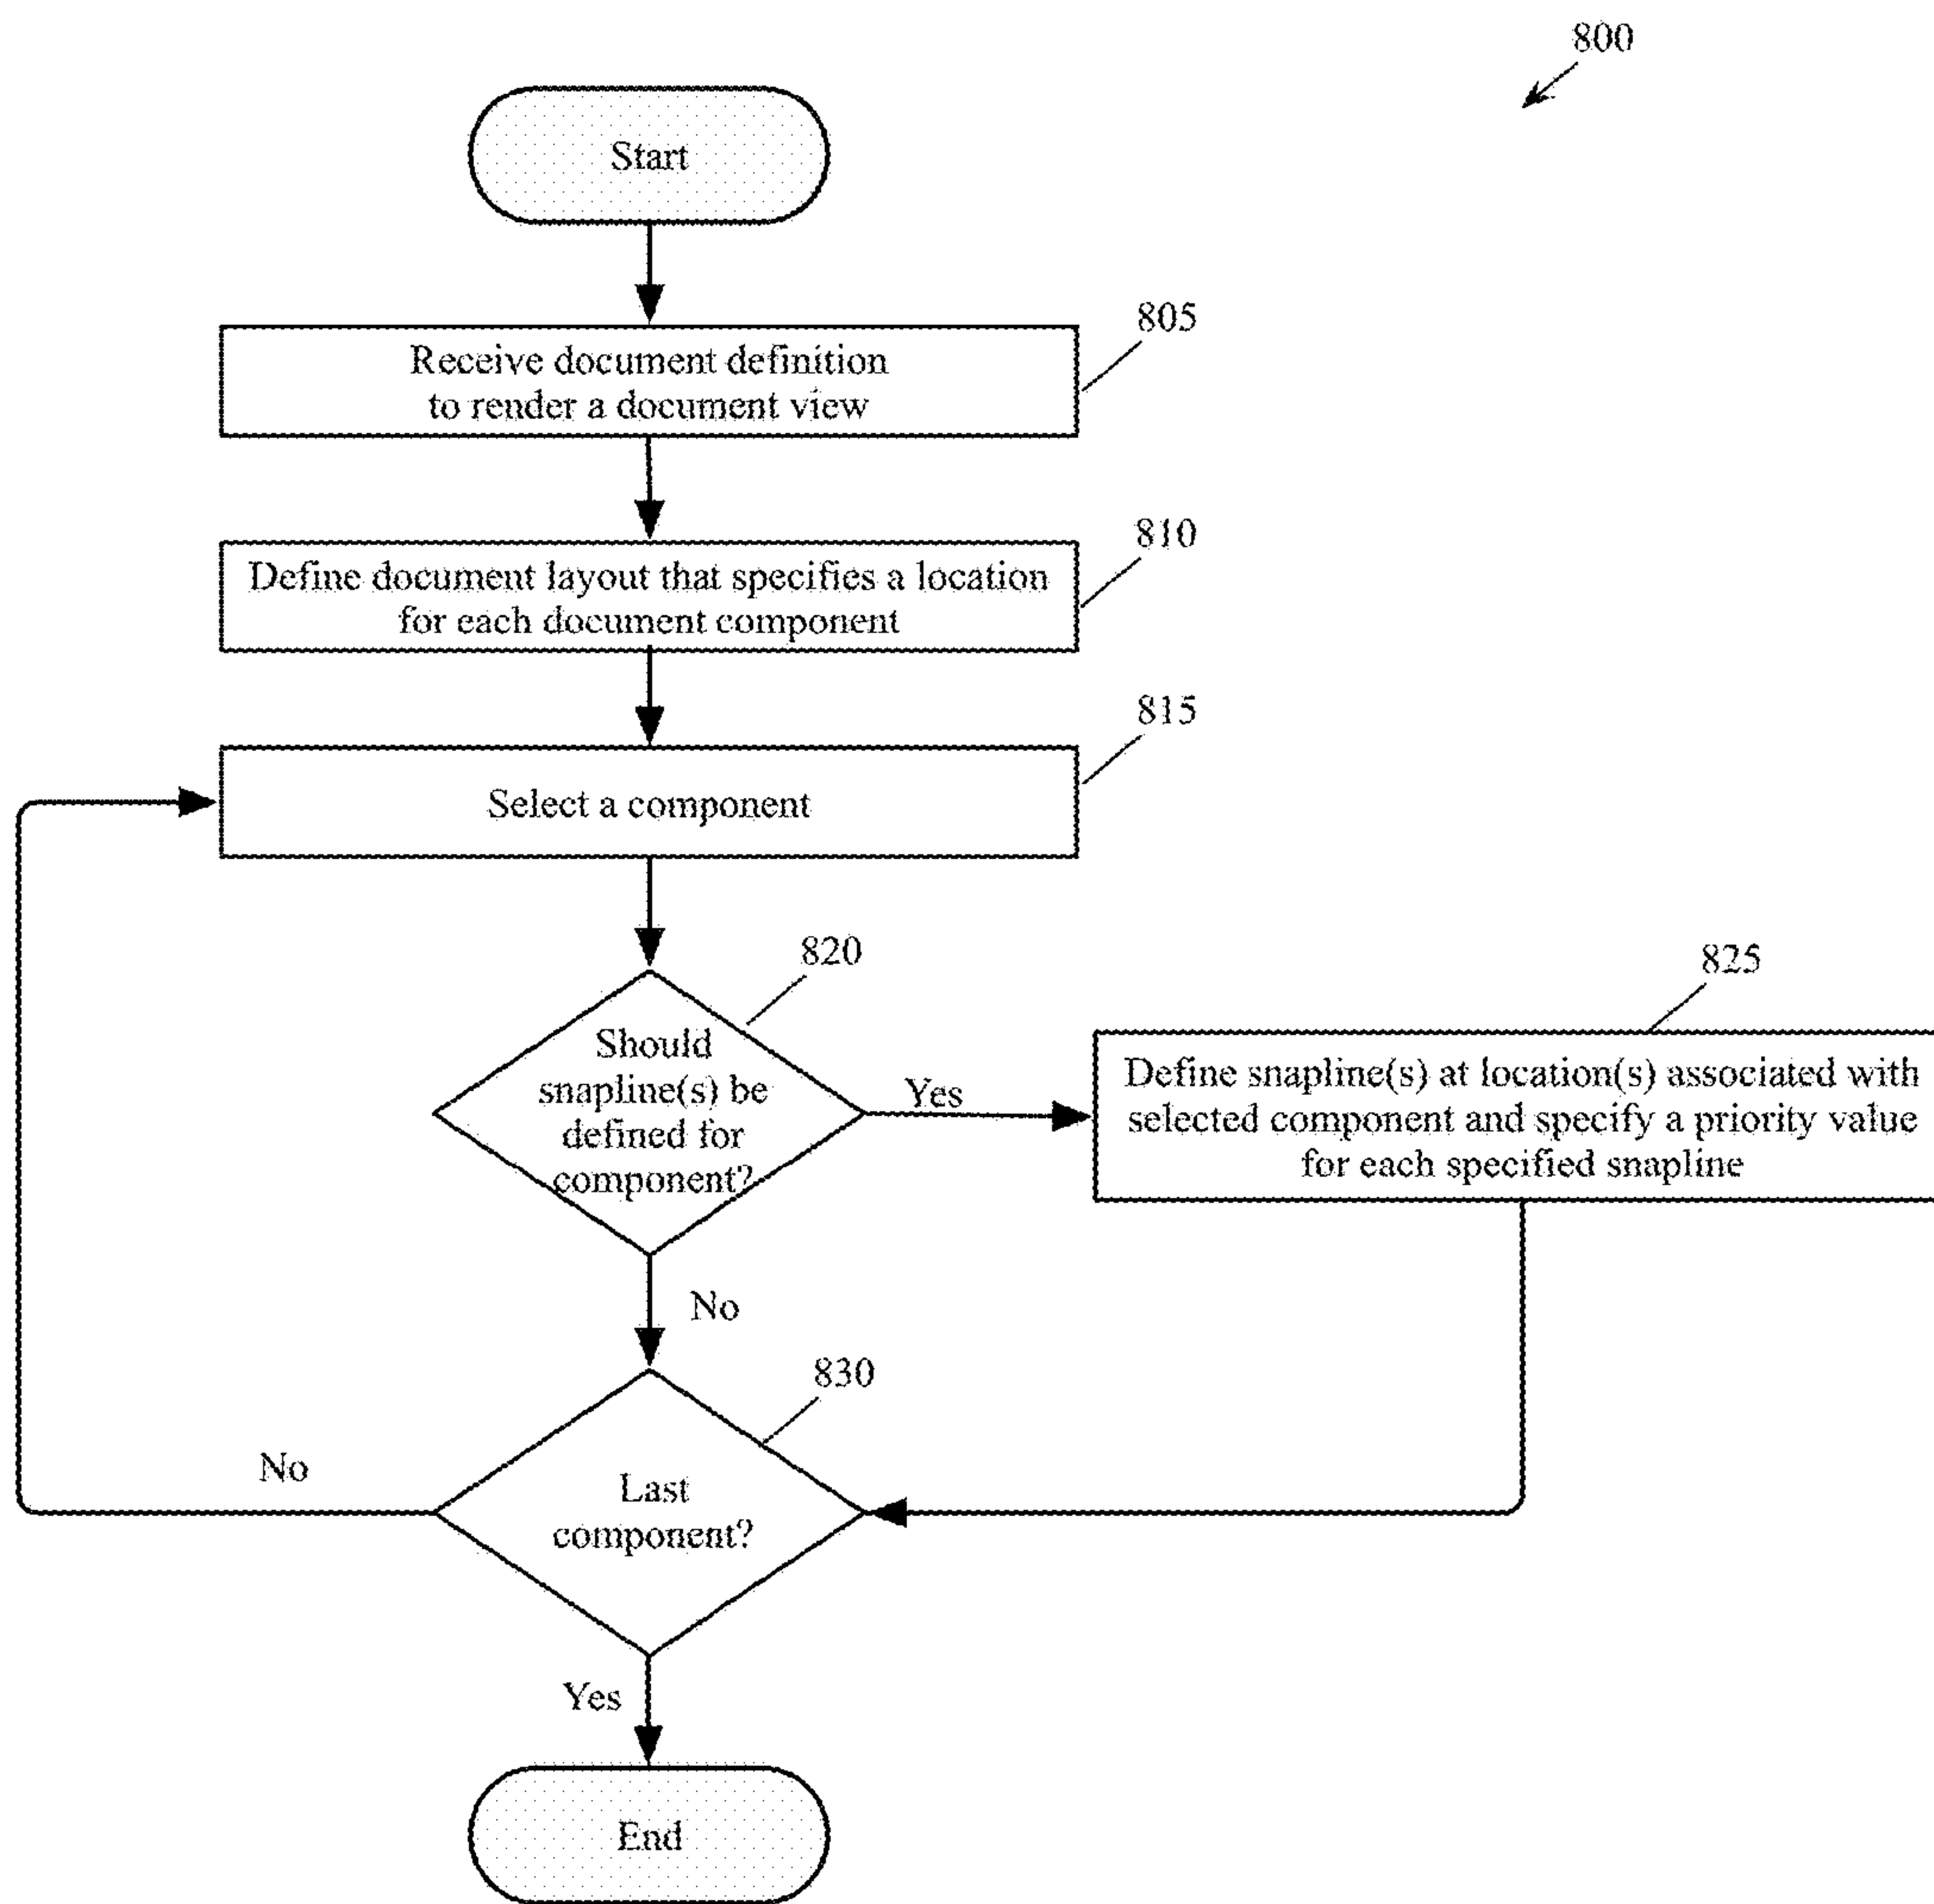 800
Start
805
Receive document definition
to render a document view
810
Define document layout that specifies a location
for each document component
815
Select a component
820
Should
snapline(s) be
defined for
component?
Yes
825
Define snapline(s) at location(s) associated with
selected component and specify a priority value
for each specified snapline
No
830
Last
component?
No
Yes
End